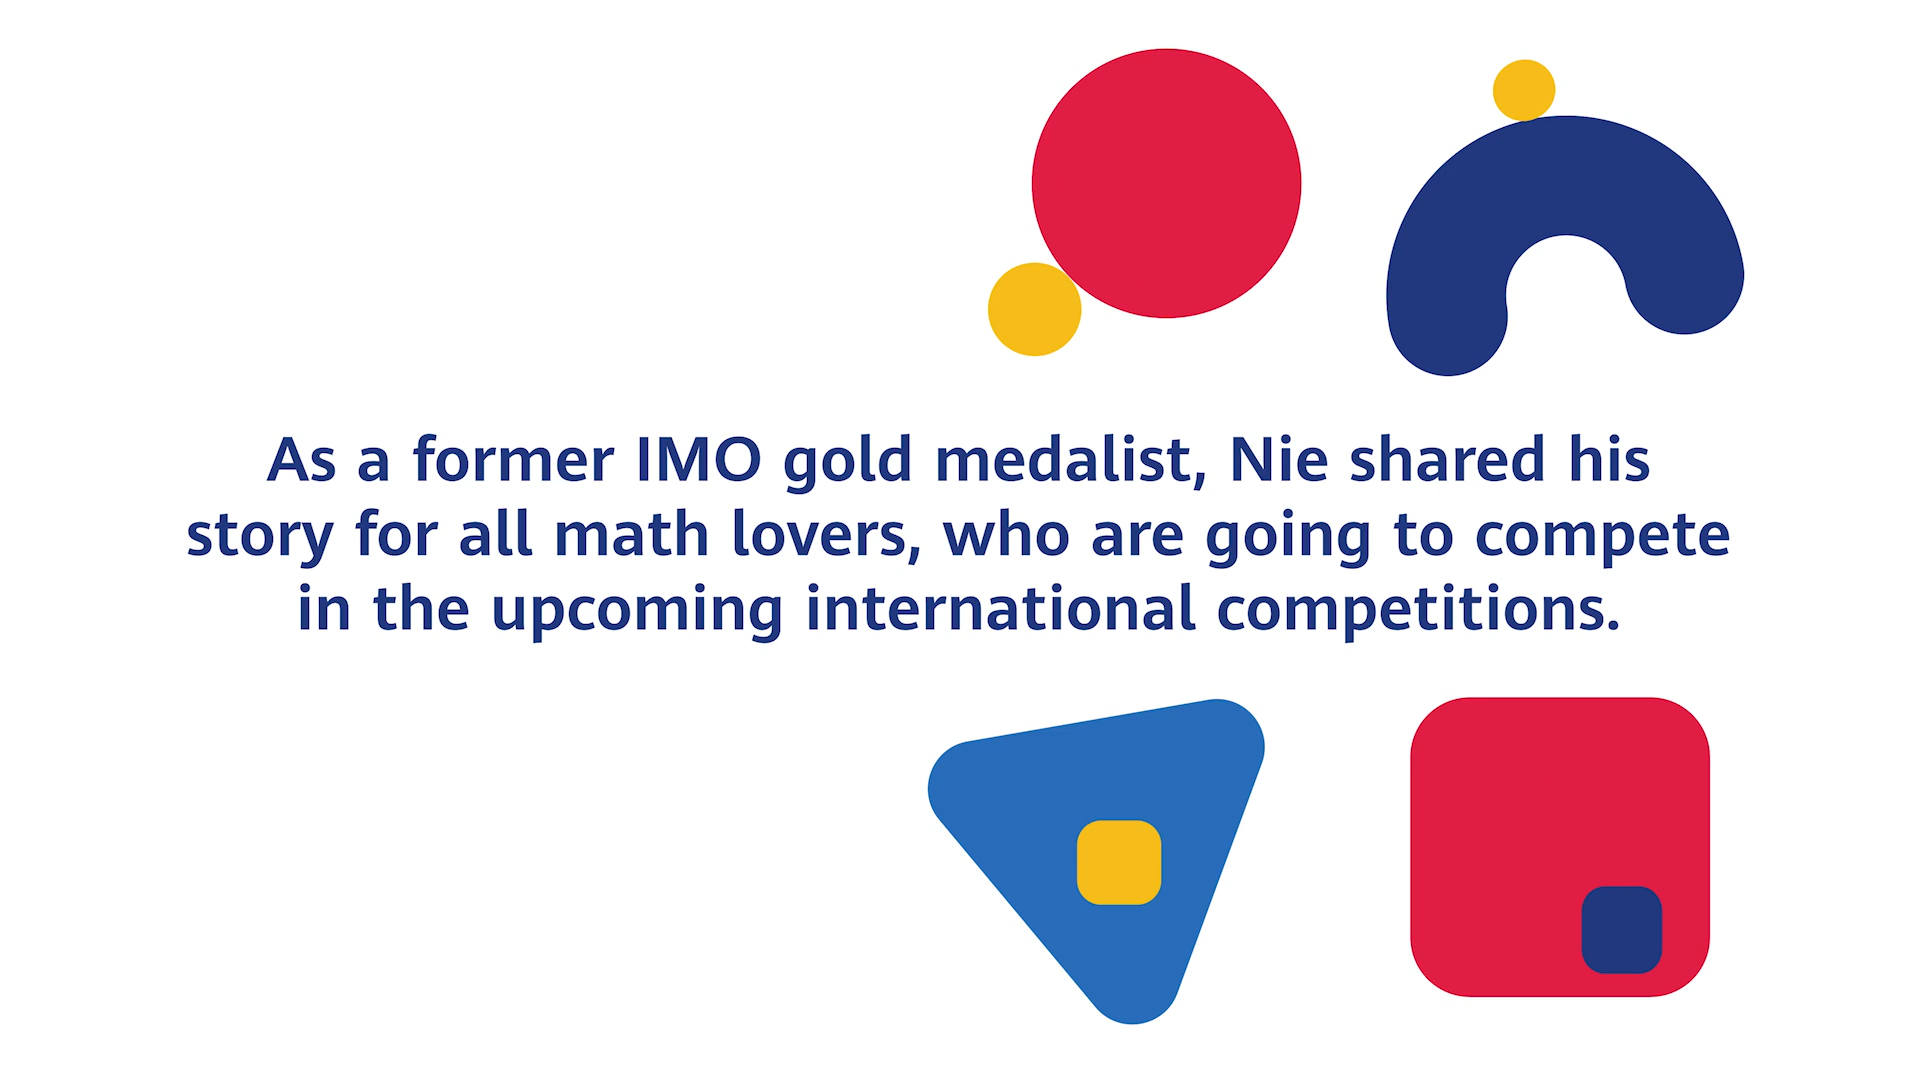 As a former IMO gold medalist, Nie shared his
story for all math lovers, who are going to compete
in the upcoming international competitions.